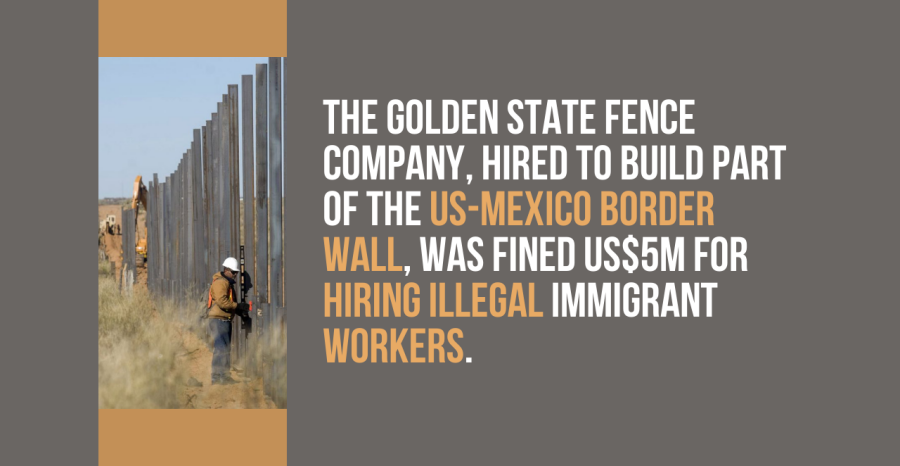 THE GOLDEN STATE FENCE
COMPANY, HIRED TO BUILD PART
OF THE US-MEXICO BORDER
WALL, WAS FINED US$5M FOR
HIRING ILLEGAL IMMIGRANT
WORKERS.